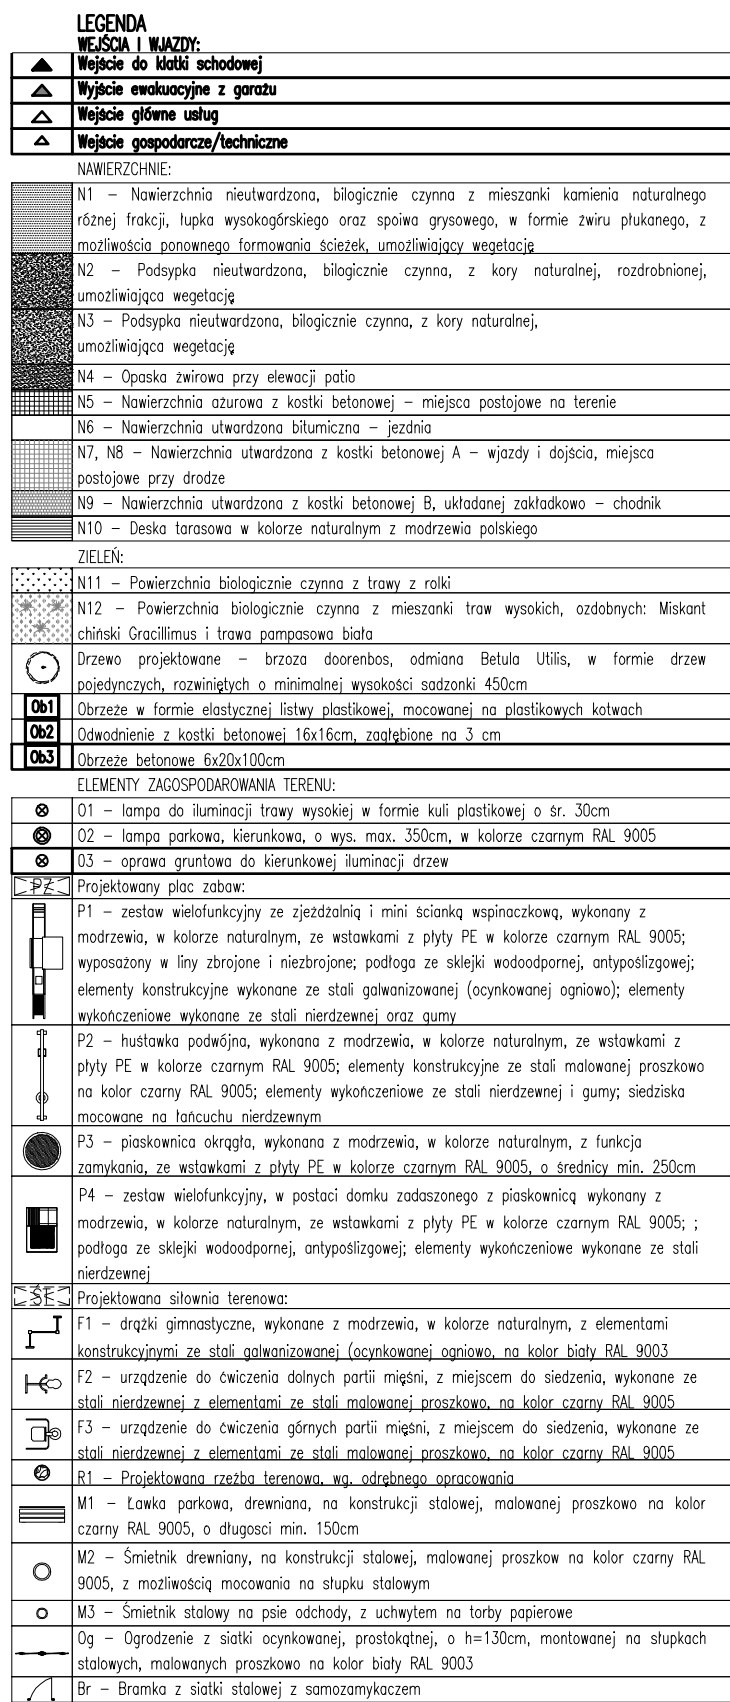 LEGENDA
WEJŚCIA I WJAZDY:
Wejście do klatki schodowej
Wyjście ewakuacyjne z garażu
Wejście główne usług
Wejście gospodarcze/techniczne
NAWIERZCHNIE:
N1 – Nawierzchnia nieutwardzona, bilogicznie czynna z mieszanki kamienia naturalnego
różnej frakcji, łupka wysokogórskiego oraz spoiwa grysowego, w formie żwiru płukanego, z
możliwościa ponownego formowania ścieżek, umożliwiający wegetację
N2 – Podsypka nieutwardzona, bilogicznie czynna, z kory naturalnej, rozdrobnionej,
umożliwiająca wegetację
N3 – Podsypka nieutwardzona, bilogicznie czynna, z kory naturalnej,
umożliwiająca wegetację
N4 – Opaska żwirowa przy elewacji patio
N5 – Nawierzchnia ażurowa z kostki betonowej – miejsca postojowe na terenie
N6 – Nawierzchnia utwardzona bitumiczna – jezdnia
N7, N8 – Nawierzchnia utwardzona z kostki betonowej A – wjazdy i dojścia, miejsca
postojowe przy drodze
N9 – Nawierzchnia utwardzona z kostki betonowej B, układanej zakładkowo – chodnik
N10 – Deska tarasowa w kolorze naturalnym z modrzewia polskiego
ZIELEŃ:
N11 – Powierzchnia biologicznie czynna z trawy z rolki
N12 – Powierzchnia biologicznie czynna z mieszanki traw wysokich, ozdobnych: Miskant
chiński Gracillimus i trawa pampasowa biała
Drzewo projektowane – brzoza doorenbos, odmiana Betula Utilis, w formie drzew
pojedynczych, rozwiniętych o minimalnej wysokości sadzonki 450cm
Ob1 Obrzeże w formie elastycznej listwy plastikowej, mocowanej na plastikowych kotwach
Ob2 Odwodnienie z kostki betonowej 16x16cm, zagłębione na 3 cm
Ob3 Obrzeże betonowe 6x20x100cm
ELEMENTY ZAGOSPODAROWANIA TERENU:
O1 – lampa do iluminacji trawy wysokiej w formie kuli plastikowej o śr. 30cm
O2 – lampa parkowa, kierunkowa, o wys. max. 350cm, w kolorze czarnym RAL 9005
O3 – oprawa gruntowa do kierunkowej iluminacji drzew
PZ Projektowany plac zabaw:
P1 – zestaw wielofunkcyjny ze zjeżdżalnią i mini ścianką wspinaczkową, wykonany z
modrzewia, w kolorze naturalnym, ze wstawkami z płyty PE w kolorze czarnym RAL 9005;
wyposażony w liny zbrojone i niezbrojone; podłoga ze sklejki wodoodpornej, antypoślizgowej;
elementy konstrukcyjne wykonane ze stali galwanizowanej (ocynkowanej ogniowo); elementy
wykończeniowe wykonane ze stali nierdzewnej oraz gumy
P2 – huśtawka podwójna, wykonana z modrzewia, w kolorze naturalnym, ze wstawkami z
płyty PE w kolorze czarnym RAL 9005; elementy konstrukcyjne ze stali malowanej proszkowo
na kolor czarny RAL 9005; elementy wykończeniowe ze stali nierdzewnej i gumy; siedziska
mocowane na łańcuchu nierdzewnym
P3 – piaskownica okrągła, wykonana z modrzewia, w kolorze naturalnym, z funkcja
zamykania, ze wstawkami z płyty PE w kolorze czarnym RAL 9005, o średnicy min. 250cm
P4 – zestaw wielofunkcyjny, w postaci domku zadaszonego z piaskownicą wykonany z
modrzewia, w kolorze naturalnym, ze wstawkami z płyty PE w kolorze czarnym RAL 9005; ;
podłoga ze sklejki wodoodpornej, antypoślizgowej; elementy wykończeniowe wykonane ze stali
nierdzewnej
Projektowana siłownia terenowa:
F1 – drążki gimnastyczne, wykonane z modrzewia, w kolorze naturalnym, z elementami
konstrukcyjnymi ze stali galwanizowanej (ocynkowanej ogniowo, na kolor biały RAL 9003
F2 – urządzenie do ćwiczenia dolnych partii mięśni, z miejscem do siedzenia, wykonane ze
stali nierdzewnej z elementami ze stali malowanej proszkowo, na kolor czarny RAL 9005
F3 – urządzenie do ćwiczenia górnych partii mięśni, z miejscem do siedzenia, wykonane ze
stali nierdzewnej z elementami ze stali malowanej proszkowo, na kolor czarny RAL 9005
R1 – Projektowana rzeźba terenowa, wg. odrębnego opracowania
M1 – Ławka parkowa, drewniana, na konstrukcji stalowej, malowanej proszkowo na kolor
czarny RAL 9005, o długosci min. 150cm
M2 – Śmietnik drewniany, na konstrukcji stalowej, malowanej proszkow na kolor czarny RAL
9005, z możliwością mocowania na słupku stalowym
M3 – Śmietnik stalowy na psie odchody, z uchwytem na torby papierowe
Og – Ogrodzenie z siatki ocynkowanej, prostokątnej, o h=130cm, montowanej na słupkach
stalowych, malowanych proszkowo na kolor biały RAL 9003
Br – Bramka z siatki stalowej z samozamykaczem